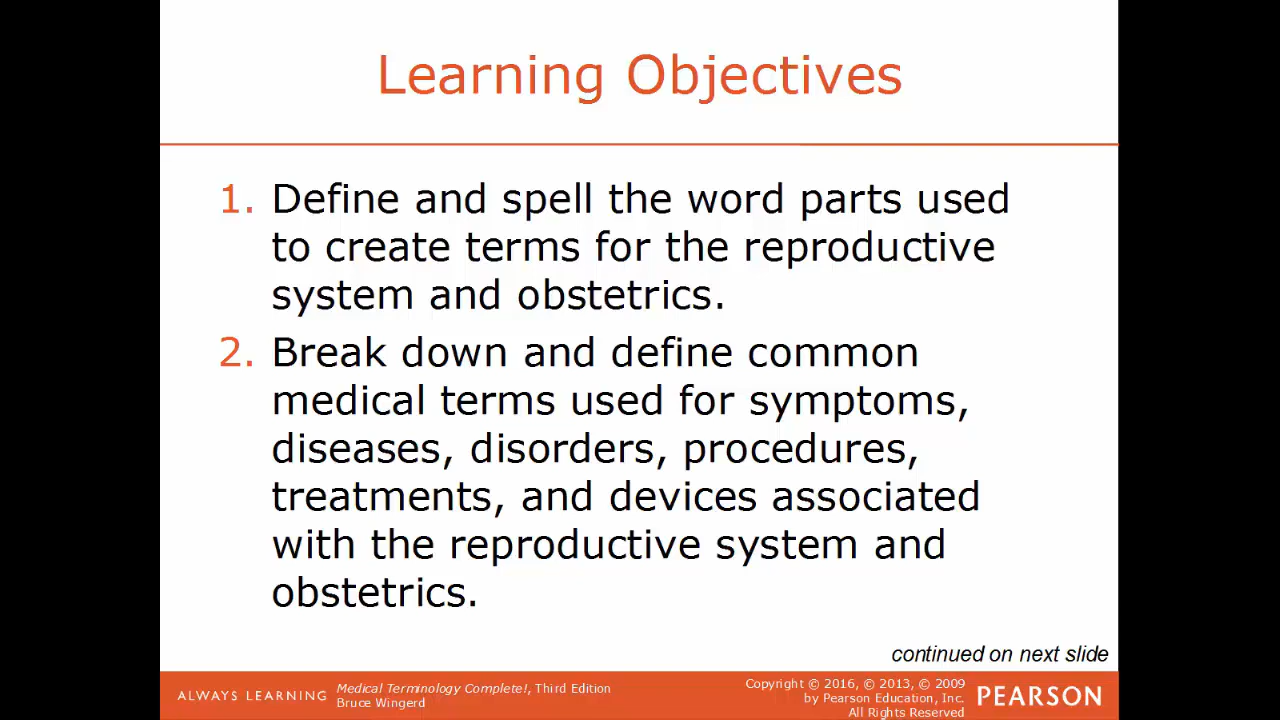 Learning Objectives
1. Define and spell the word parts used
to create terms for the reproductive
system and obstetrics.
2. Break down and define common
medical terms used for symptoms,
diseases, disorders, procedures,
treatments, and devices associated
with the reproductive system and
obstetrics.
continued on next slide
ALWAYS LEARNING
Medical Terminology Complete!, Third Edition
Bruce Wingerd
Copyright © 2016, © 2013, © 2009
by Pearson Education, Inc.
All Rights Reserved
PEARSON